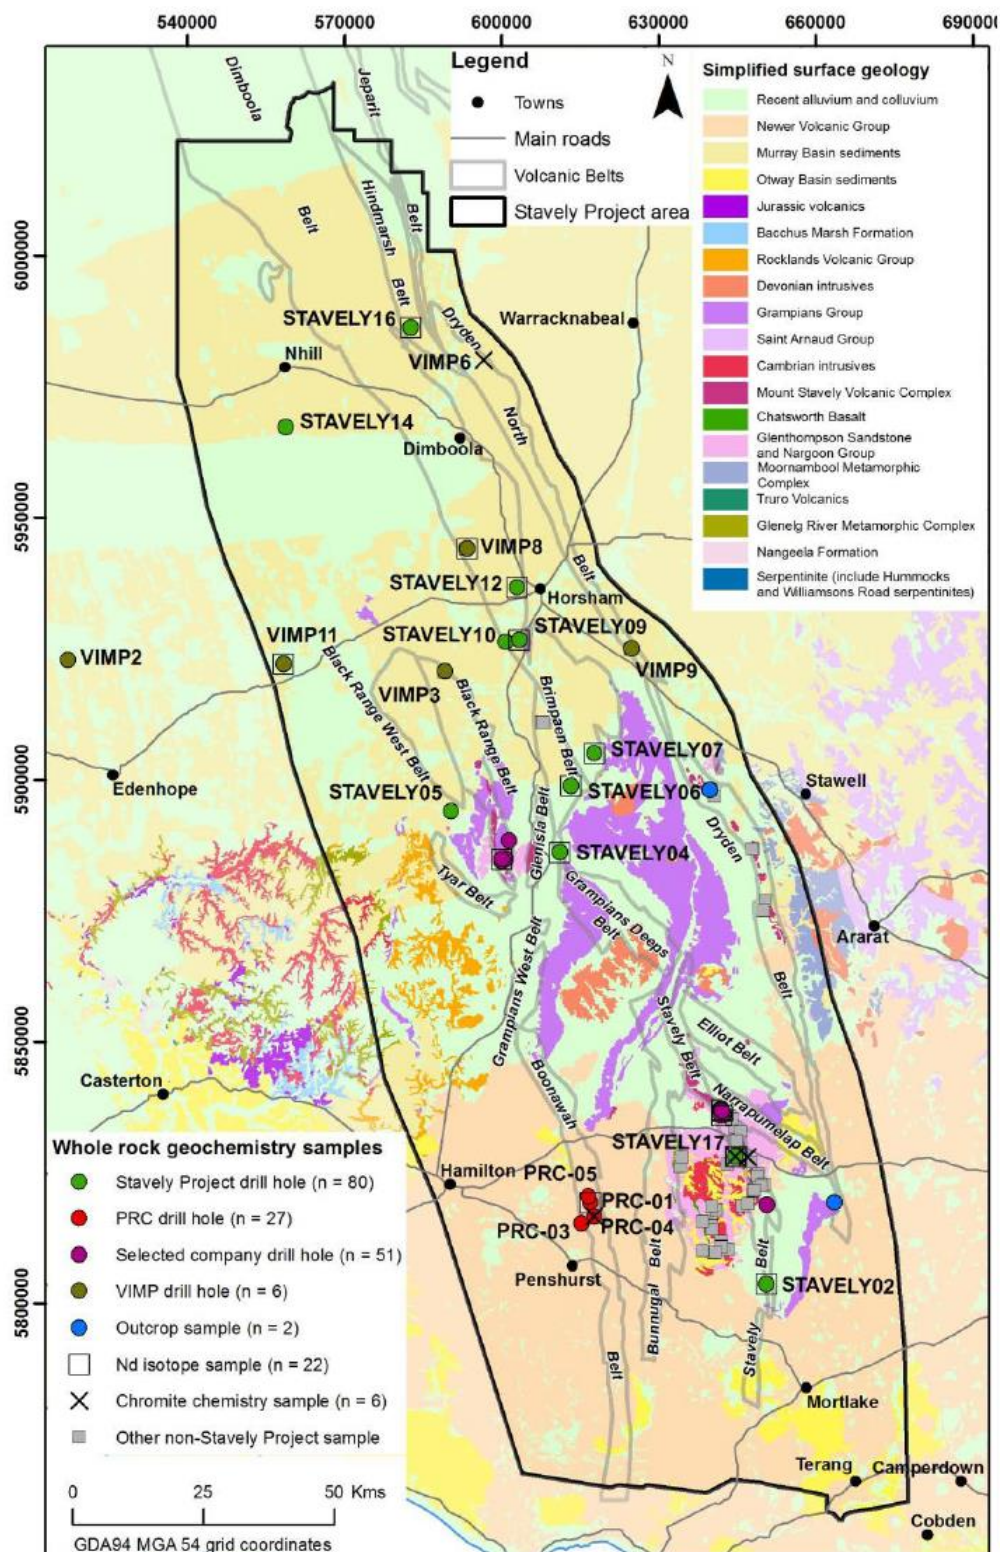 540000
570000
600000
630000
660000
690000
6000000
5950000
5900000
5850000
5800000
Legend
Towns
Main roads
Volcanic Belts
Stavely Project area
N
Simplified surface geology
Recent alluvium and colluvium
Newer Volcanic Group
Murray Basin sediments
Otway Basin sediments
Jurassic volcanics
Bacchus Marsh Formation
Rocklands Volcanic Group
Devonian intrusives
Grampians Group
Saint Arnaud Group
Cambrian intrusives
Mount Stavely Volcanic Complex
Chatsworth Basalt
Glenthompson Sandstone
and Nargoon Group
Moornambool Metamorphic
Complex
Truro Volcanics
Glenelg River Metamorphic Complex
Nangeela Formation
Serpentinite (include Hummocks
and Williamsons Road serpentinites)
Dimboola
Belt
Jeparit
Belt
Hindmarsh
Belt
Dryden
North
Belt
STAVELY16
Warracknabeal
VIMP6
Nhill
STAVELY14
Dimboola
VIMP8
STAVELY12
Horsham
STAVELY10
STAVELY09
VIMP11
VIMP2
VIMP9
VIMP3
Black Range West Belt
Black Range Belt
Brimpaen Belt
STAVELY07
Stawell
Edenhope
STAVELY05
STAVELY06
Glenisla Belt
Dryden
Belt
STAVELY04
Tyar Belt
Grampians Deeps
Belt
Ararat
Grampians West Belt
Stavely Belt
Elliot Belt
Casterton
Boonawah
Belt
Narrapumelap Belt
STAVELY17
Hamilton
PRC-05
PRC-01
PRC-03
PRC-04
Penshurst
Bunnugal Belt
Stavely
Belt
STAVELY02
Mortlake
Terang
Camperdown
Cobden
Whole rock geochemistry samples
Stavely Project drill hole (n = 80)
PRC drill hole (n = 27)
Selected company drill hole (n = 51)
VIMP drill hole (n = 6)
Outcrop sample (n = 2)
Nd isotope sample (n = 22)
Chromite chemistry sample (n = 6)
Other non-Stavely Project sample
0 25 50 Kms
GDA94 MGA 54 grid coordinates